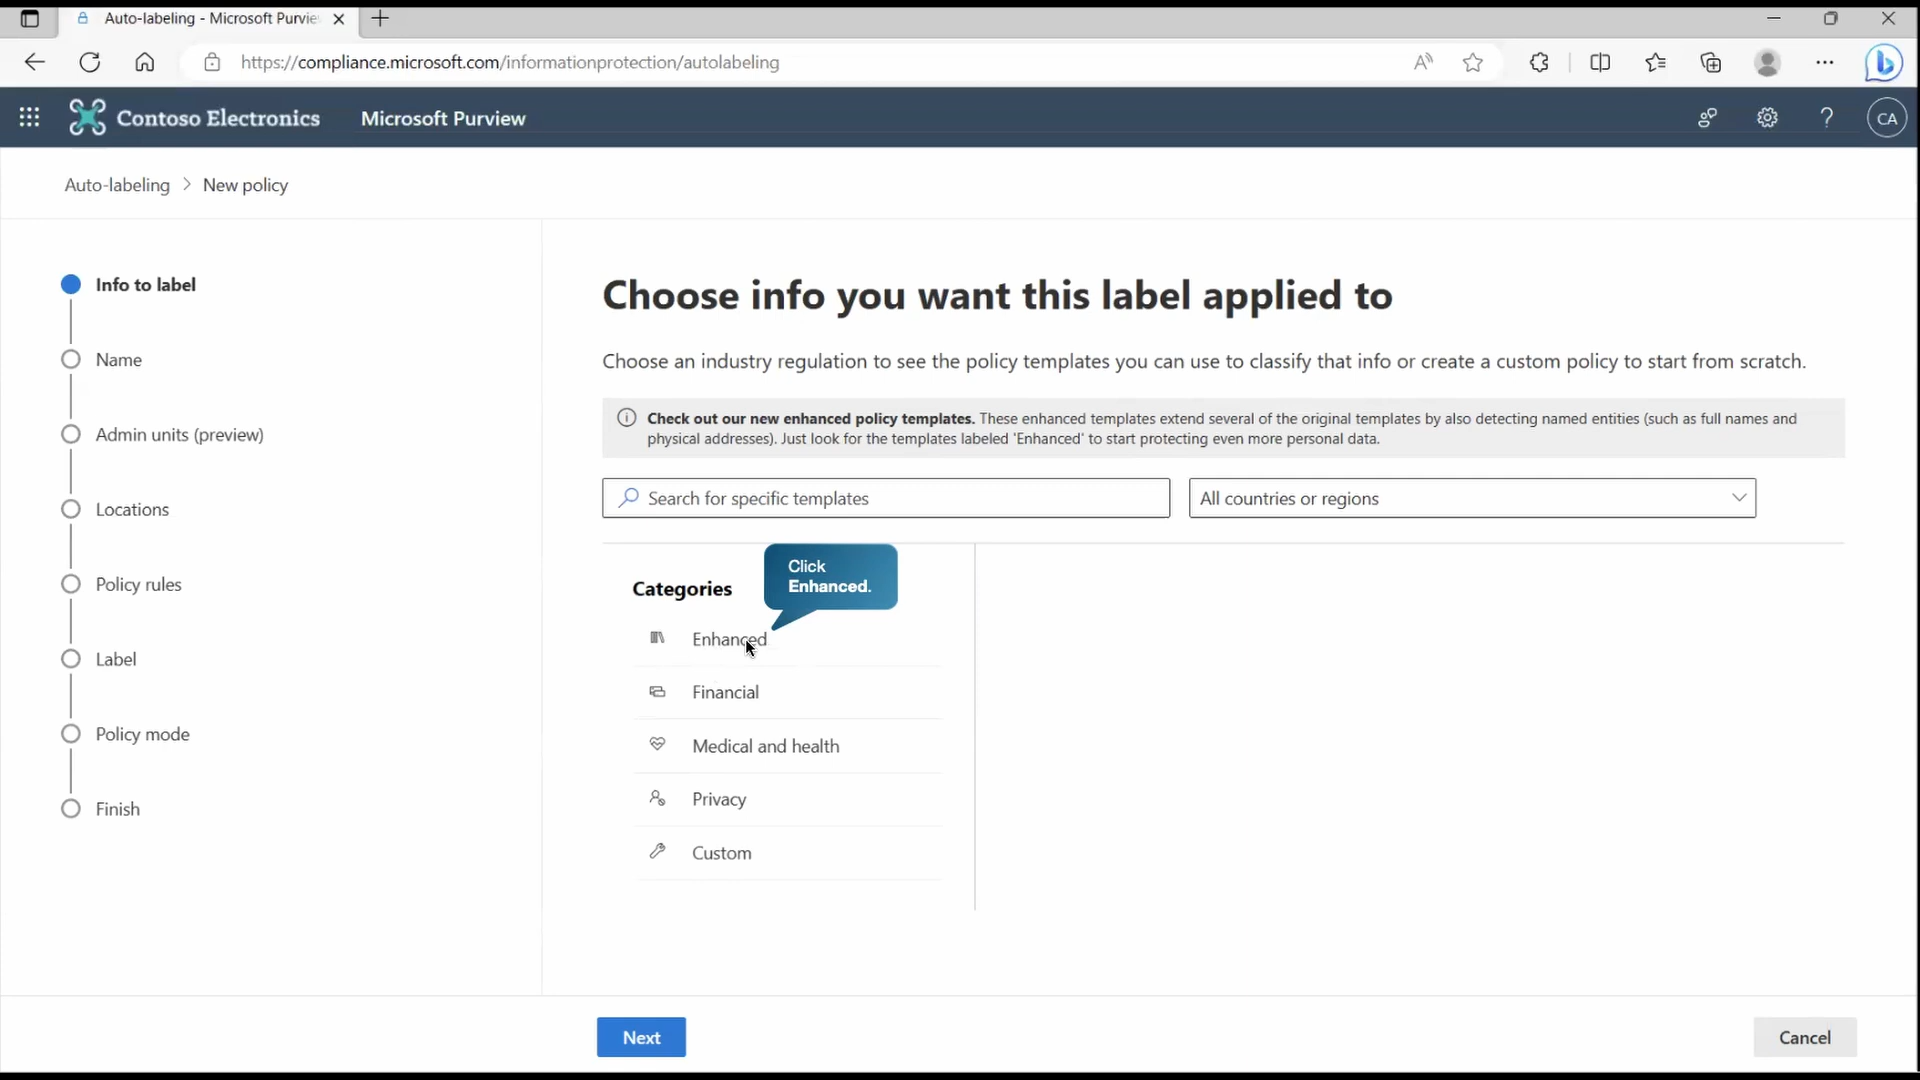 Auto-labeling - Microsoft Purvie
https://compliance.microsoft.com/informationprotection/autolabeling
Contoso Electronics
Microsoft Purview
CA
Auto-labeling > New policy
Info to label
Name
Admin units (preview)
Locations
Policy rules
Label
Policy mode
Finish
Choose info you want this label applied to
Choose an industry regulation to see the policy templates you can use to classify that info or create a custom policy to start from scratch.
Check out our new enhanced policy templates. These enhanced templates extend several of the original templates by also detecting named entities (such as full names and
physical addresses). Just look for the templates labeled 'Enhanced' to start protecting even more personal data.
Search for specific templates
All countries or regions
Categories
Click
Enhanced.
Enhanced
Financial
Medical and health
Privacy
Custom
Next
Cancel